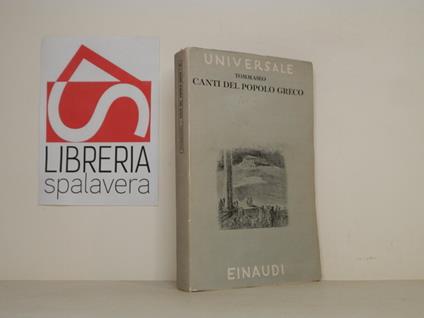 LIBRERIA
spalavera
UNIVERSALE
TOMMASEO
CANTI DEL POPOLO GRECO
EINAUDI